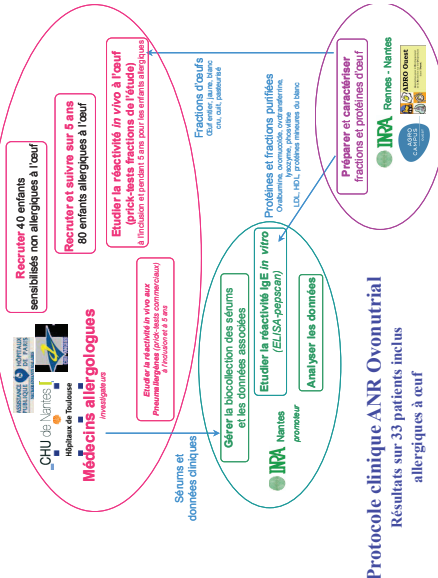 Protocole clinique ANR Ovonutrial
Résultats sur 33 patients inclus
allergiques à œuf
ASSISTANCE HÔPITAUX
PUBLIQUE DE PARIS
CHU de Nantes
Hôpitaux de Toulouse
Médecins allergologues
investigateurs
Recruter 40 enfants
sensibilisés non allergiques à l'œuf
Recruter et suivre sur 5 ans
80 enfants allergiques à l'œuf
Etudier la réactivité in vivo à l'œuf
(prick-tests fractions de l'étude)
à l'inclusion et pendant 5 ans pour les enfants allergiques
Etudier la réactivité in vivo aux
Pneumallergènes (prick-tests commerciaux)
à l'inclusion et à 5 ans
Sérums et
données cliniques
Fractions d'œufs
Œuf entier, jaune, blanc
cru, cuit, pasteurisé
INRA Nantes
promoteur
Gérer la biocollection des sérums
et les données associées
Etudier la réactivité IgE in vitro
(ELISA-pepscan)
Analyser les données
Protéines et fractions purifiées
Ovalbumine, ovomucoïde, ovotransferrine,
lysozyme, phosvitine
LDL, HDL, protéines mineures du blanc
Préparer et caractériser
fractions et protéines d'œuf
INRA Rennes - Nantes
AGRO
CAMPUS
OUEST
ADRO Ouest